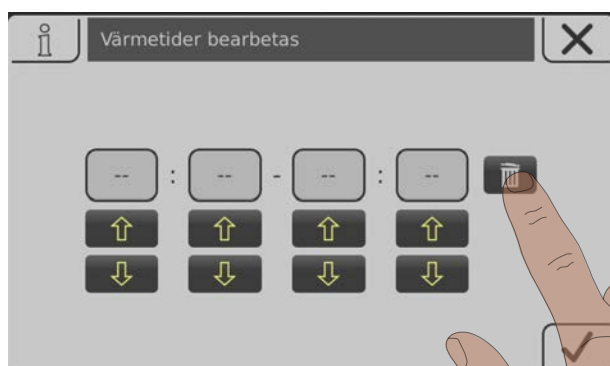 Värmetider bearbetas
-- : -- - -- : --